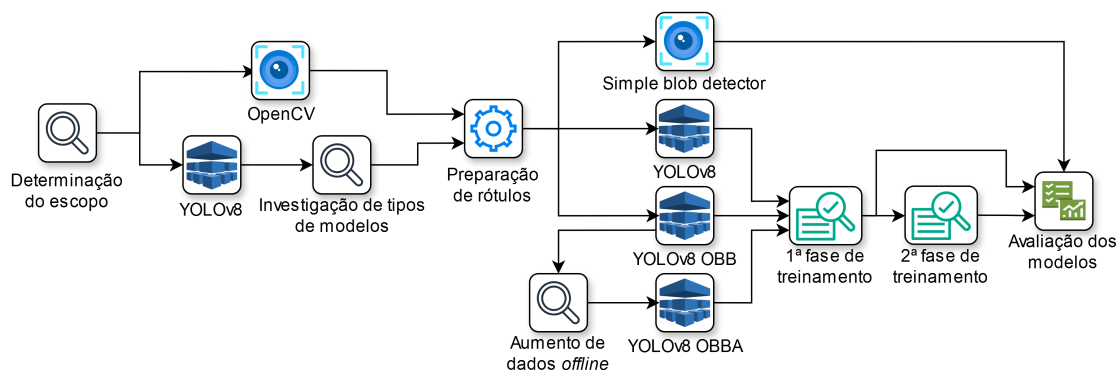 Determinação
do escopo
OpenCV
YOLOv8
Investigação de tipos
de modelos
Preparação
de rótulos
Simple blob detector
YOLOv8
YOLOv8 OBB
Aumento de
dados offline
YOLOv8 OBBA
1ª fase de
treinamento
2ª fase de
treinamento
Avaliação dos
modelos